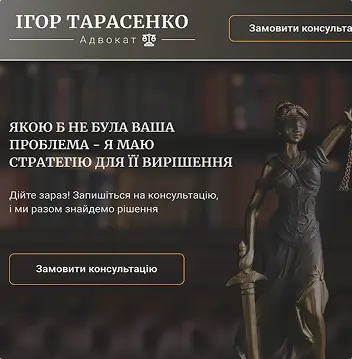 ІГОР ТАРАСЕНКО
Адвокат
Замовити консульта
ЯКОЮ Б НЕ БУЛА ВАША
ПРОБЛЕМА - Я МАЮ
СТРАТЕГІЮ ДЛЯ ЇЇ ВИРІШЕННЯ
Дійте зараз! Запишіться на консультацію,
і ми разом знайдемо рішення
Замовити консультацію